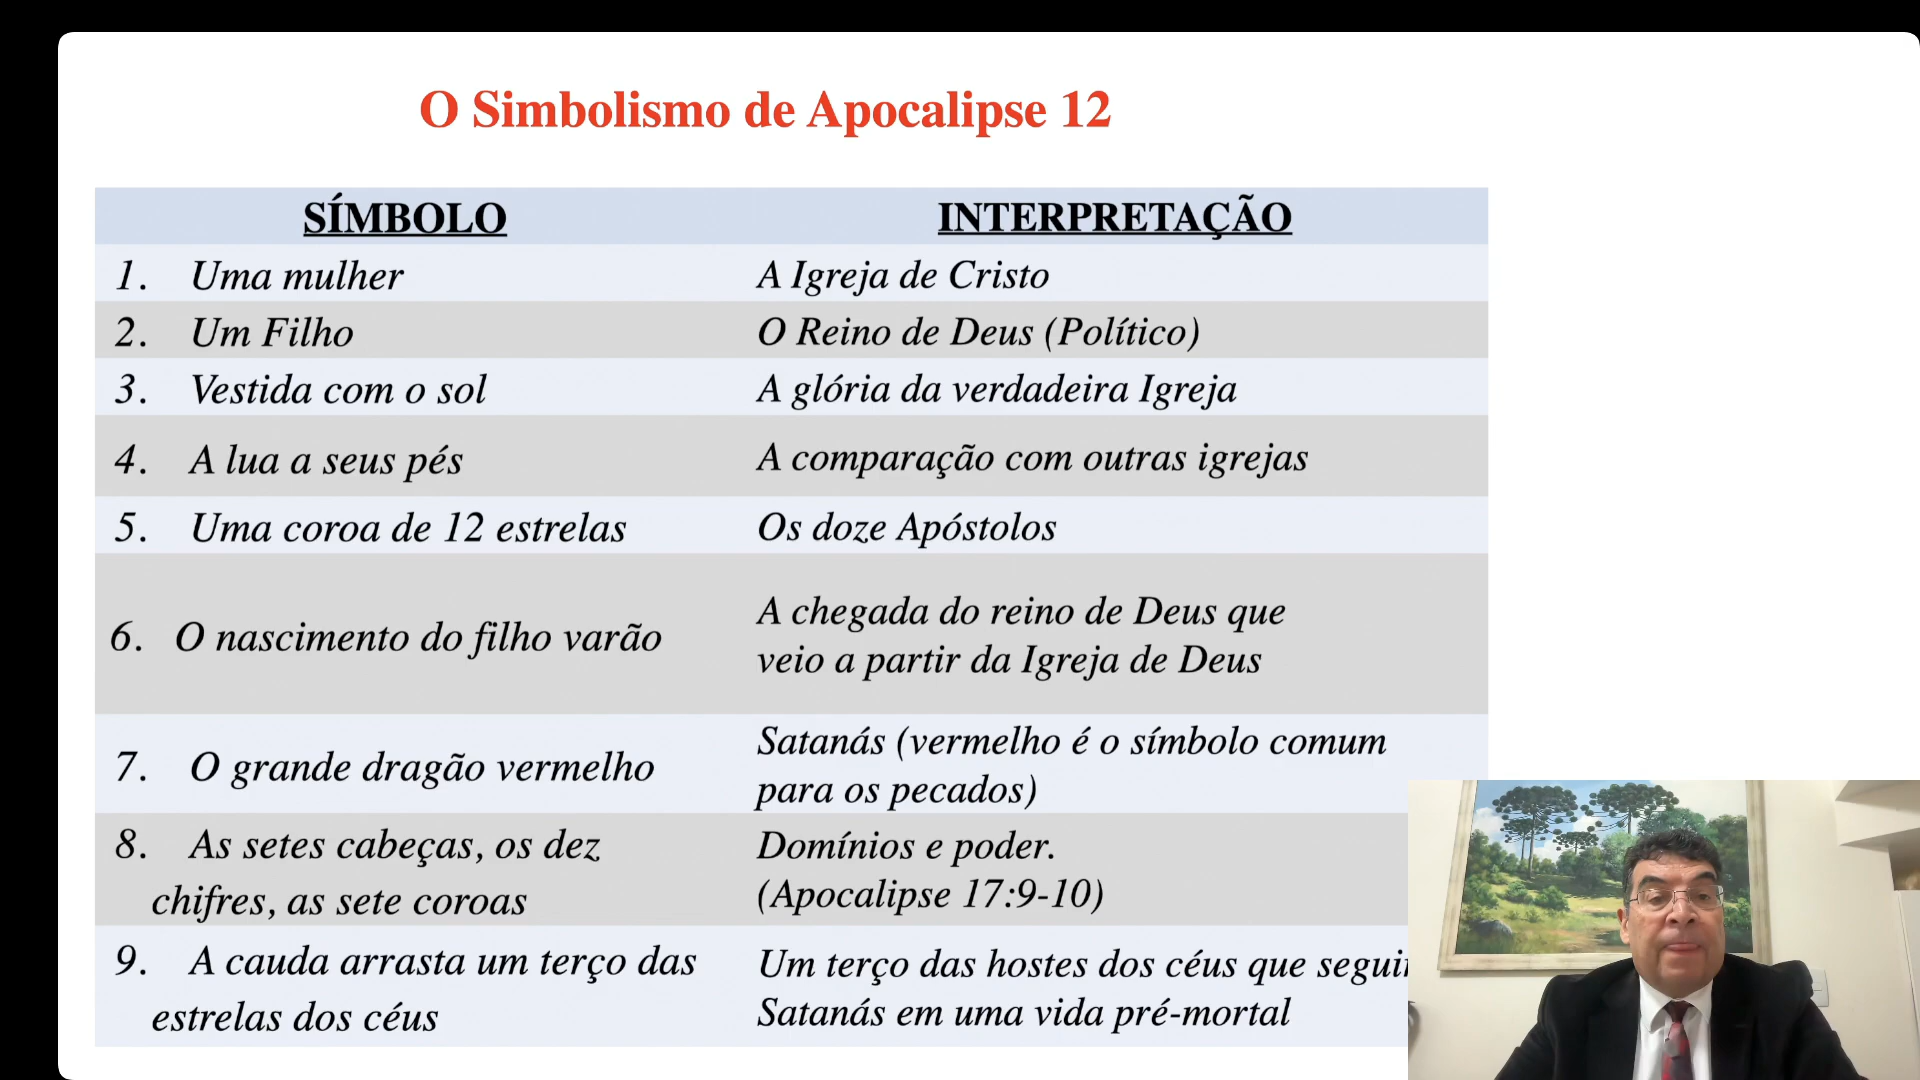 O Simbolismo de Apocalipse 12
SÍMBOLO INTERPRETAÇÃO
1. Uma mulher A Igreja de Cristo
2. Um Filho O Reino de Deus (Político)
3. Vestida com o sol A glória da verdadeira Igreja
4. A lua a seus pés A comparação com outras igrejas
5. Uma coroa de 12 estrelas Os doze Apóstolos
6. O nascimento do filho varão
A chegada do reino de Deus que
veio a partir da Igreja de Deus
7. O grande dragão vermelho
Satanás (vermelho é o símbolo comum
para os pecados)
8. As setes cabeças, os dez
chifres, as sete coroas
Domínios e poder.
(Apocalipse 17:9-10)
9. A cauda arrasta um terço das
estrelas dos céus
Um terço das hostes dos céus que
Satanás em uma vida pré-mortal